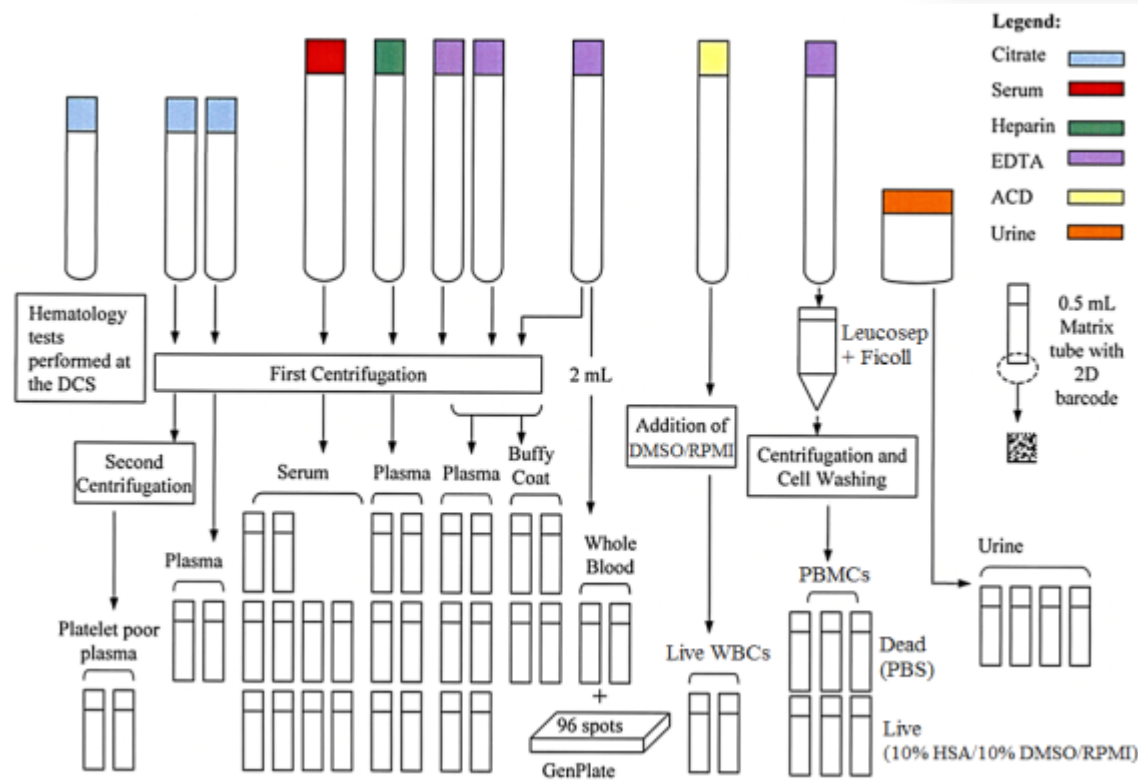 Legend:
Citrate
Serum
Heparin
EDTA
ACD
Urine
0.5 mL
Matrix
tube with
2D
barcode
Hematology
tests
performed at
the DCS
First Centrifugation
2 mL
Leucosep
+ Ficoll
Second
Centrifugation
Serum
Plasma
Plasma
Buffy
Coat
Addition of
DMSO/RPMI
Centrifugation and
Cell Washing
Plasma
Whole
Blood
PBMCs
Urine
Platelet poor
plasma
Live WBCs
Dead
(PBS)
+
96 spots
GenPlate
Live
(10% HSA/10% DMSO/RPMI)